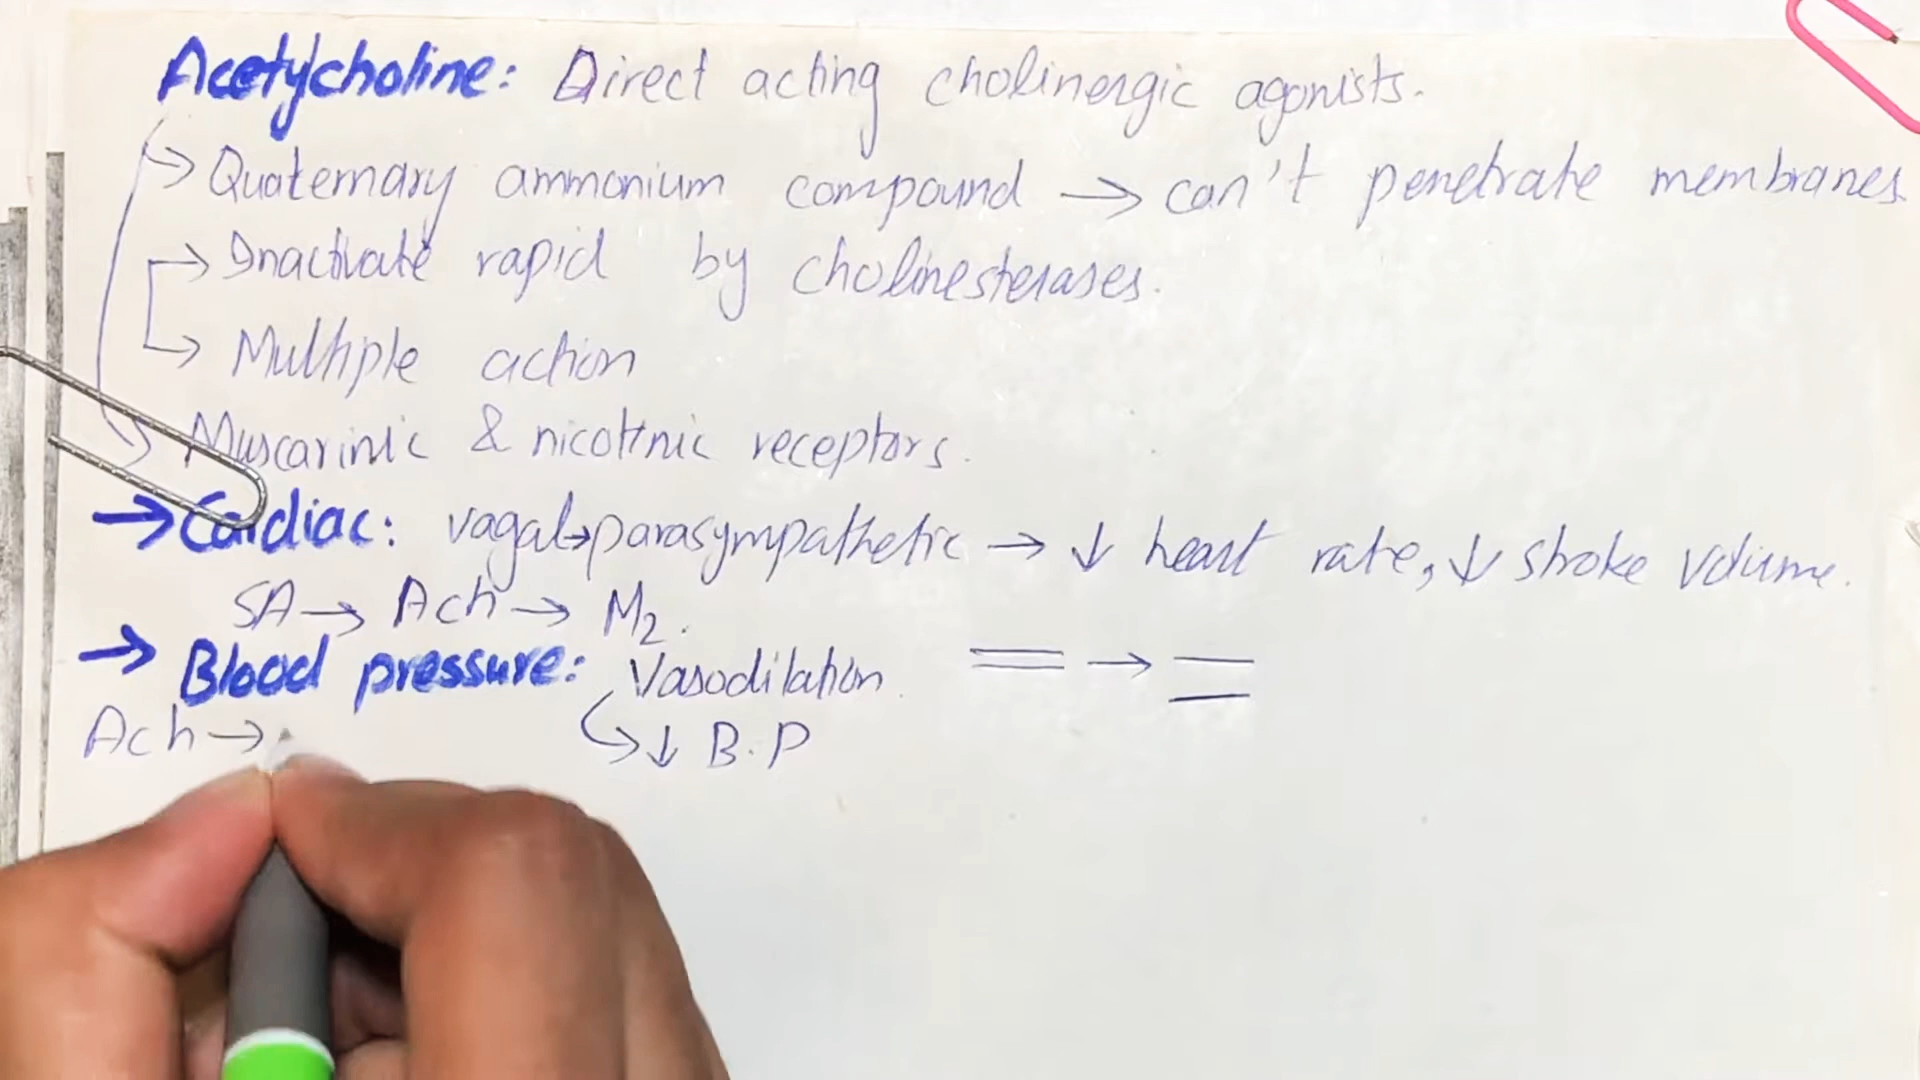 Acetylcholine: Direct acting cholinergic agonists.
→ Quaternary ammonium compound → can't penetrate membranes.
→ Inactivate rapid by cholinesterases.
→ Multiple action
→ Muscarinic & nicotinic receptors.
→ Cardiac: vagal→parasympathetic → ↓ heart rate, ↓ stroke volume.
SA → Ach → M₂.
→ Blood pressure: Vasodilation. →
Ach → ↓ B.P